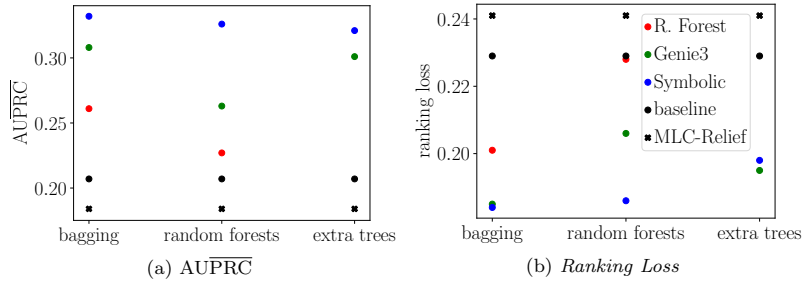 0.30
0.25
0.20
AUPRC
bagging
random forests
extra trees
(a) AUPRC
0.24
0.22
0.20
ranking loss
R. Forest
Genie3
Symbolic
baseline
MLC-Relief
bagging
random forests
extra trees
(b) Ranking Loss